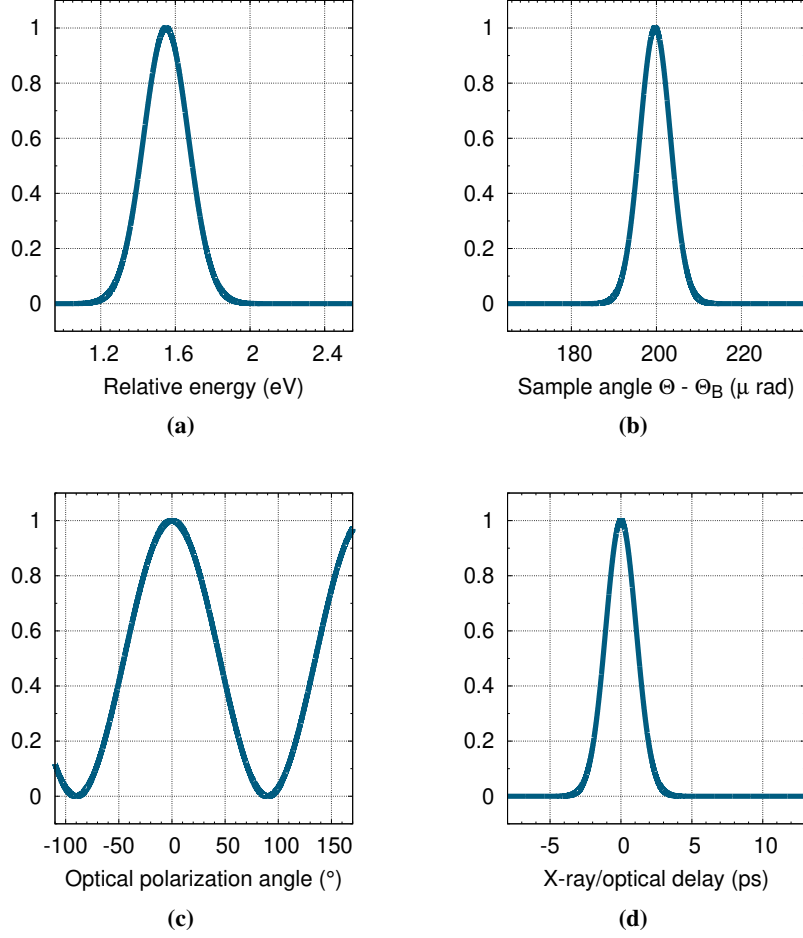 1
0.8
0.6
0.4
0.2
0
1.2 1.6 2 2.4
Relative energy (eV)
(a)
1
0.8
0.6
0.4
0.2
0
180 200 220
Sample angle Θ - Θ_B (μ rad)
(b)
1
0.8
0.6
0.4
0.2
0
-100 -50 0 50 100 150
Optical polarization angle (°)
(c)
1
0.8
0.6
0.4
0.2
0
-5 0 5 10
X-ray/optical delay (ps)
(d)